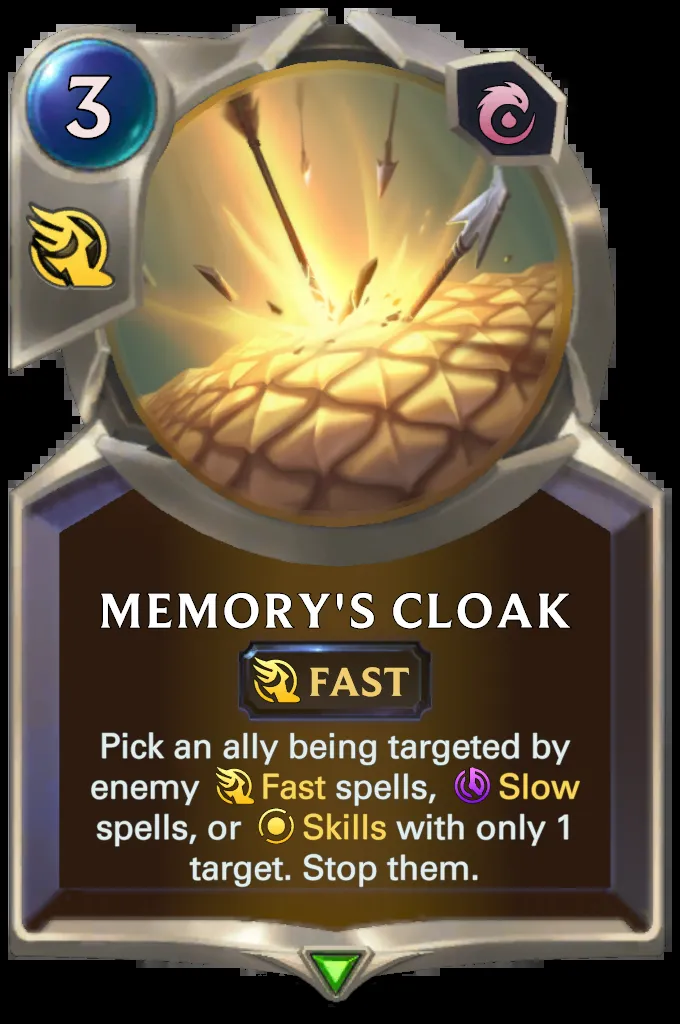 3
MEMORY'S CLOAK
FAST
Pick an ally being targeted by
enemy Fast spells, Slow
spells, or Skills with only 1
target. Stop them.